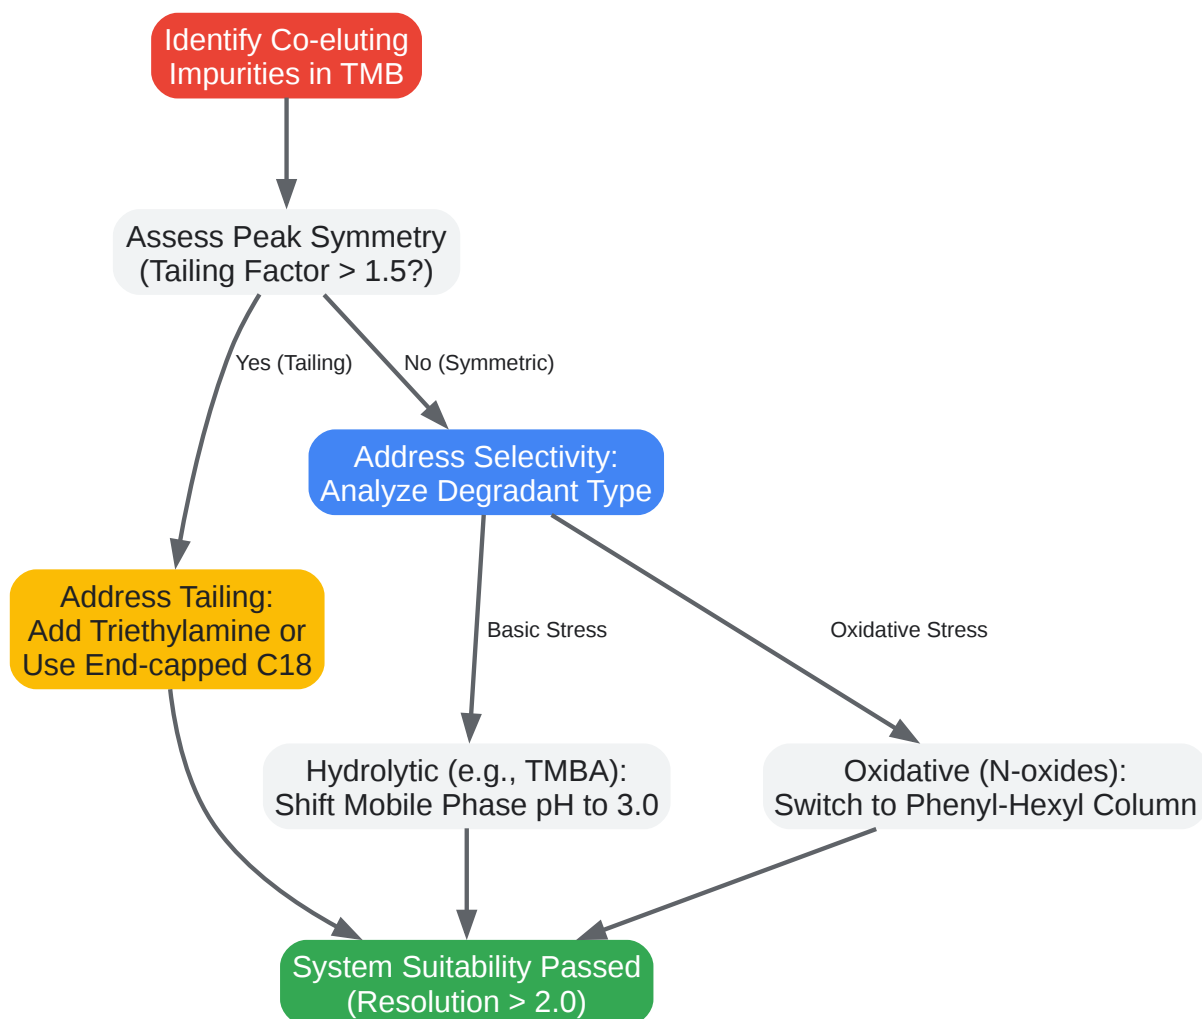 Identify Co-eluting
Impurities in TMB
Assess Peak Symmetry
(Tailing Factor > 1.5?)
Yes (Tailing)
No (Symmetric)
Address Selectivity:
Analyze Degradant Type
Address Tailing:
Add Triethylamine or
Use End-capped C18
Basic Stress
Oxidative Stress
Hydrolytic (e.g., TMBA):
Shift Mobile Phase pH to 3.0
Oxidative (N-oxides):
Switch to Phenyl-Hexyl Column
System Suitability Passed
(Resolution > 2.0)